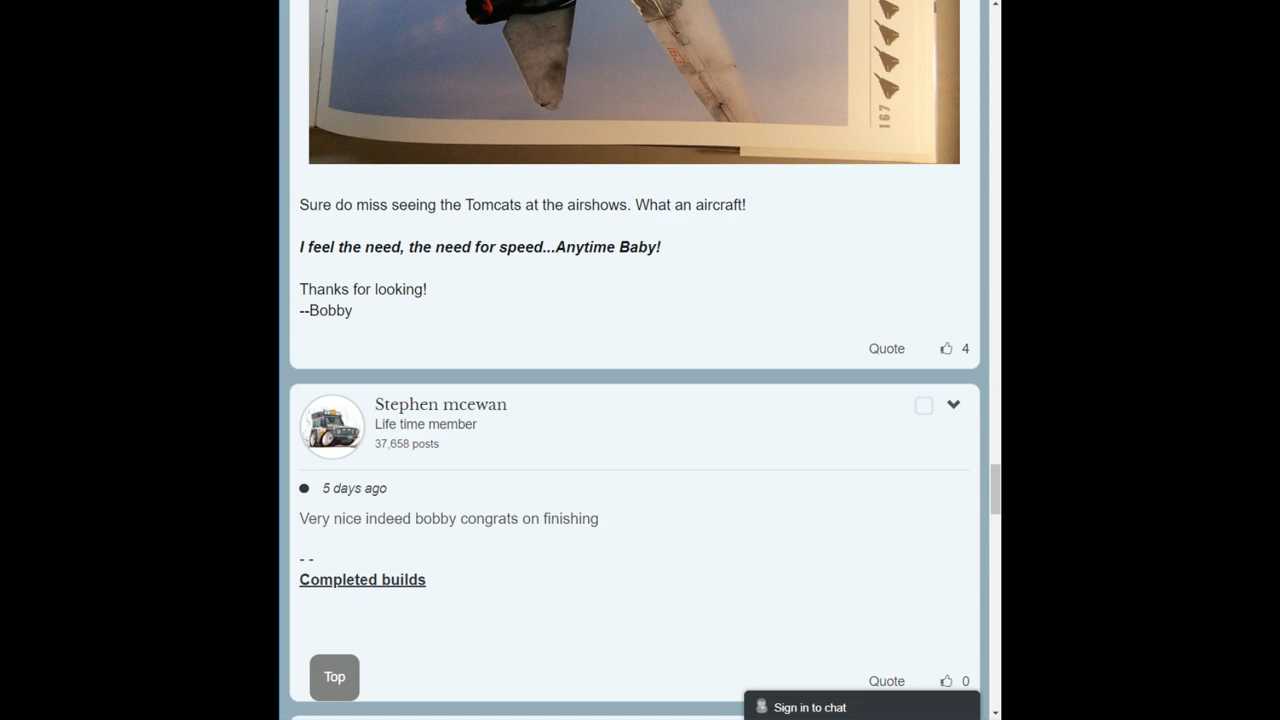 167
Sure do miss seeing the Tomcats at the airshows. What an aircraft!
I feel the need, the need for speed...Anytime Baby!
Thanks for looking!
--Bobby
Quote 4
Stephen mcewan
Life time member
37,658 posts
5 days ago
Very nice indeed bobby congrats on finishing
- -
Completed builds
Top
Quote 0
Sign in to chat